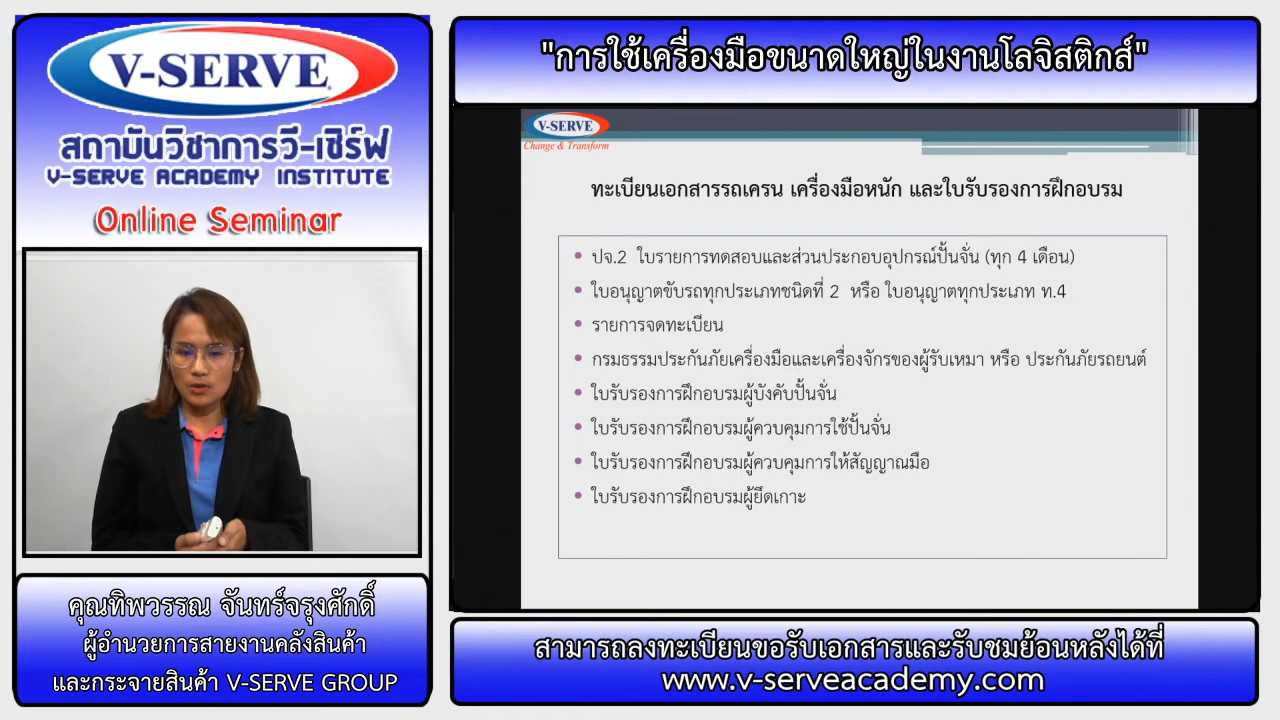 V-SERVE
สถาบันวิชาการวี-เซิร์ฟ
V-SERVE ACADEMY INSTITUTE
Online Seminar
คุณทิพวรรณ จันทร์จรุงศักดิ์
ผู้อำนวยการสายงานคลังสินค้า
และกระจายสินค้า V-SERVE GROUP
"การใช้เครื่องมือขนาดใหญ่ในงานโลจิสติกส์"
V-SERVE
Change & Transform
ทะเบียนเอกสารรถเครน เครื่องมือหนัก และใบรับรองการฝึกอบรม
• ปจ.2 ใบรายการทดสอบและส่วนประกอบอุปกรณ์ปั้นจั่น (ทุก 4 เดือน)
• ใบอนุญาตขับรถทุกประเภทชนิดที่ 2 หรือ ใบอนุญาตทุกประเภท ท.4
• รายการจดทะเบียน
• กรมธรรมประกันภัยเครื่องมือและเครื่องจักรของผู้รับเหมา หรือ ประกันภัยรถยนต์
• ใบรับรองการฝึกอบรมผู้บังคับปั้นจั่น
• ใบรับรองการฝึกอบรมผู้ควบคุมการใช้ปั้นจั่น
• ใบรับรองการฝึกอบรมผู้ควบคุมการให้สัญญาณมือ
• ใบรับรองการฝึกอบรมผู้ยึดเกาะ
สามารถลงทะเบียนขอรับเอกสารและรับชมย้อนหลังได้ที่
www.v-serveacademy.com